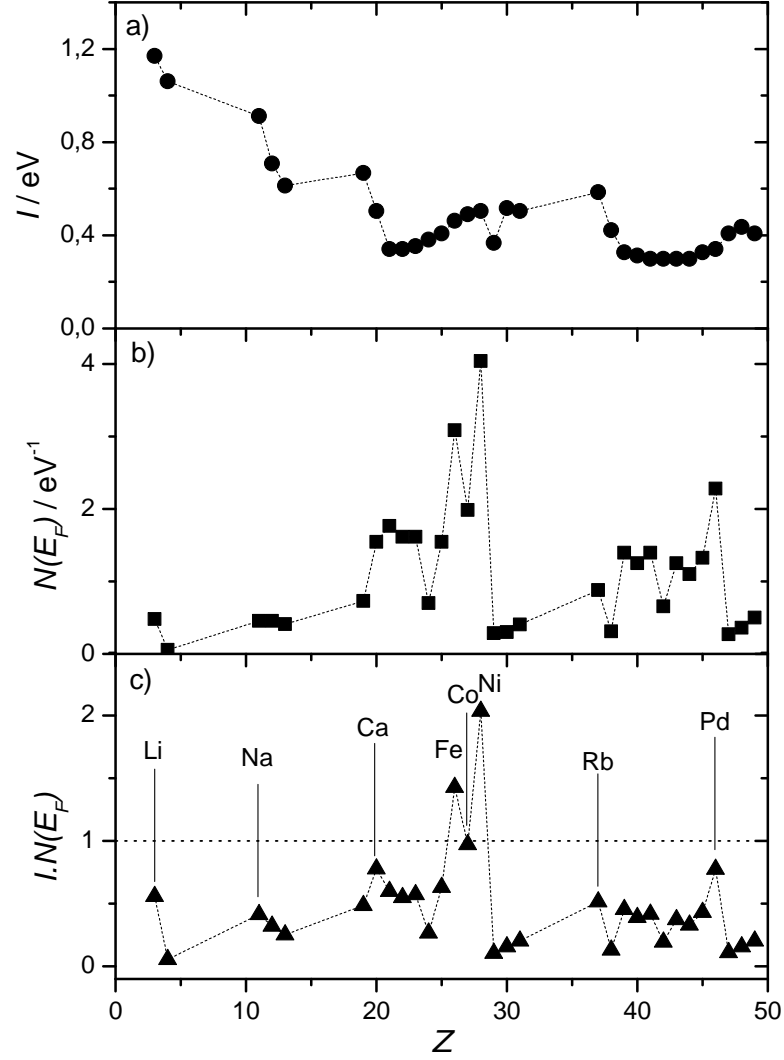 a)
1,2
0,8
0,4
0,0
I / eV
b)
4
2
0
N(E_F) / eV⁻¹
c)
2
1
0
I.N(E_F)
Li
Na
Ca
Fe
Co
Ni
Rb
Pd
0 10 20 30 40 50
Z